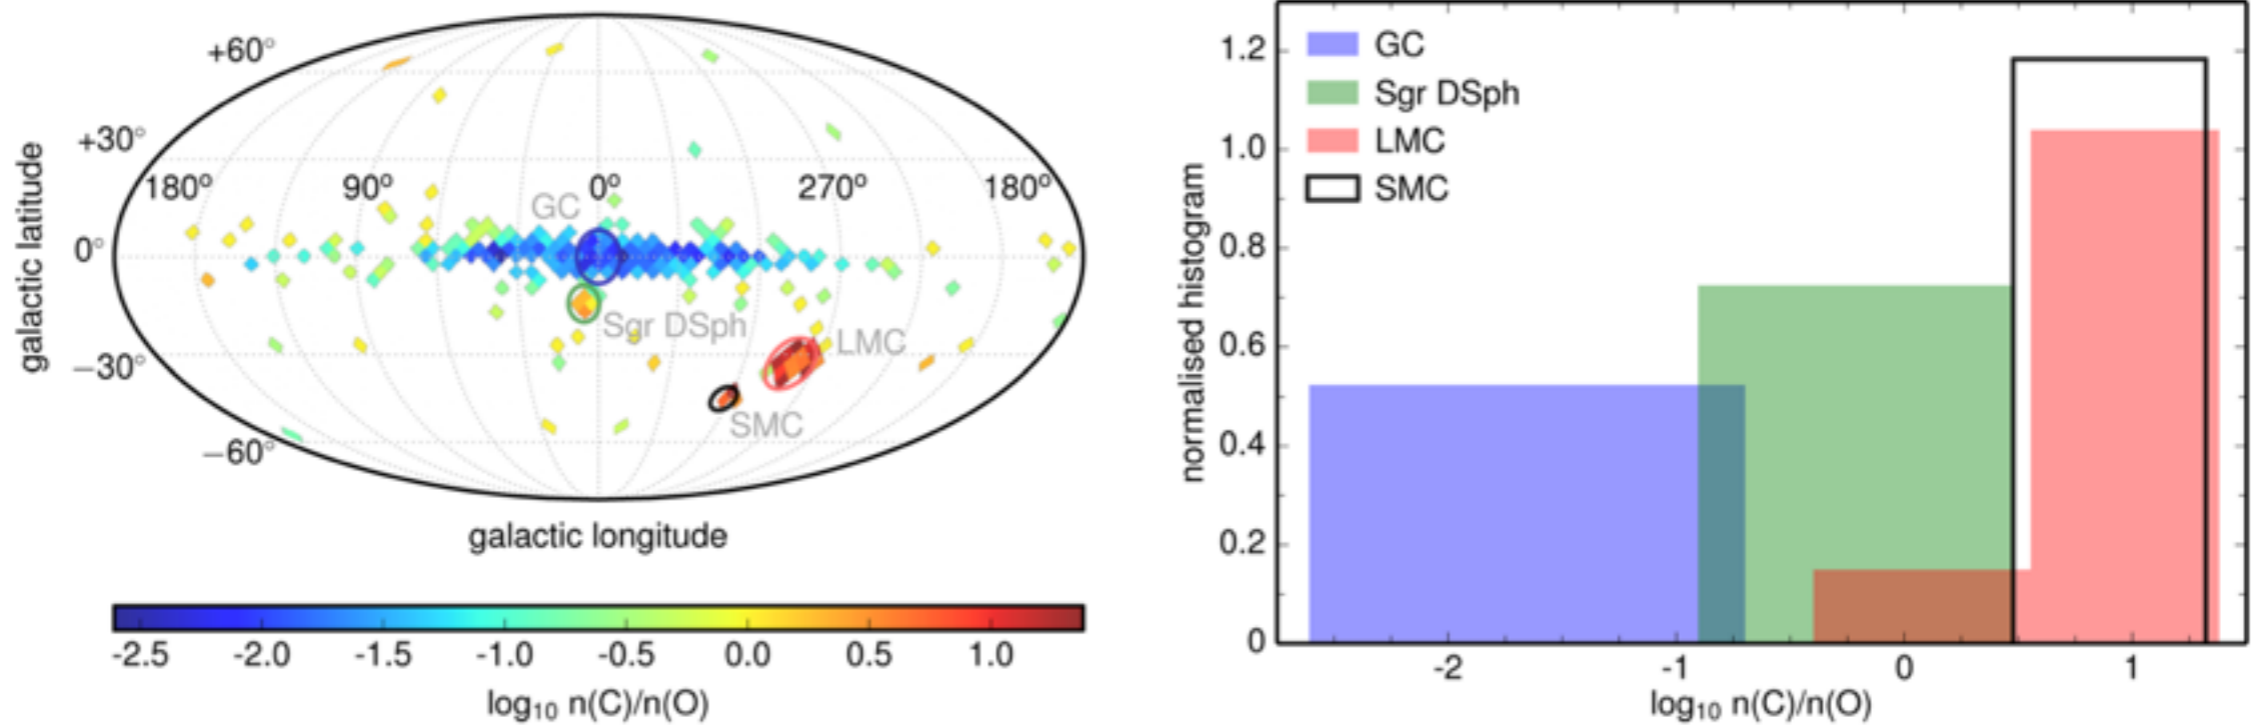 +60°
+30°
180° 90° 0° 270° 180°
GC
0°
Sgr DSph
LMC
−30°
SMC
−60°
galactic latitude
galactic longitude
-2.5 -2.0 -1.5 -1.0 -0.5 0.0 0.5 1.0
log₁₀ n(C)/n(O)
GC
Sgr DSph
LMC
SMC
1.2
1.0
0.8
0.6
0.4
0.2
0
normalised histogram
-2 -1 0 1
log₁₀ n(C)/n(O)